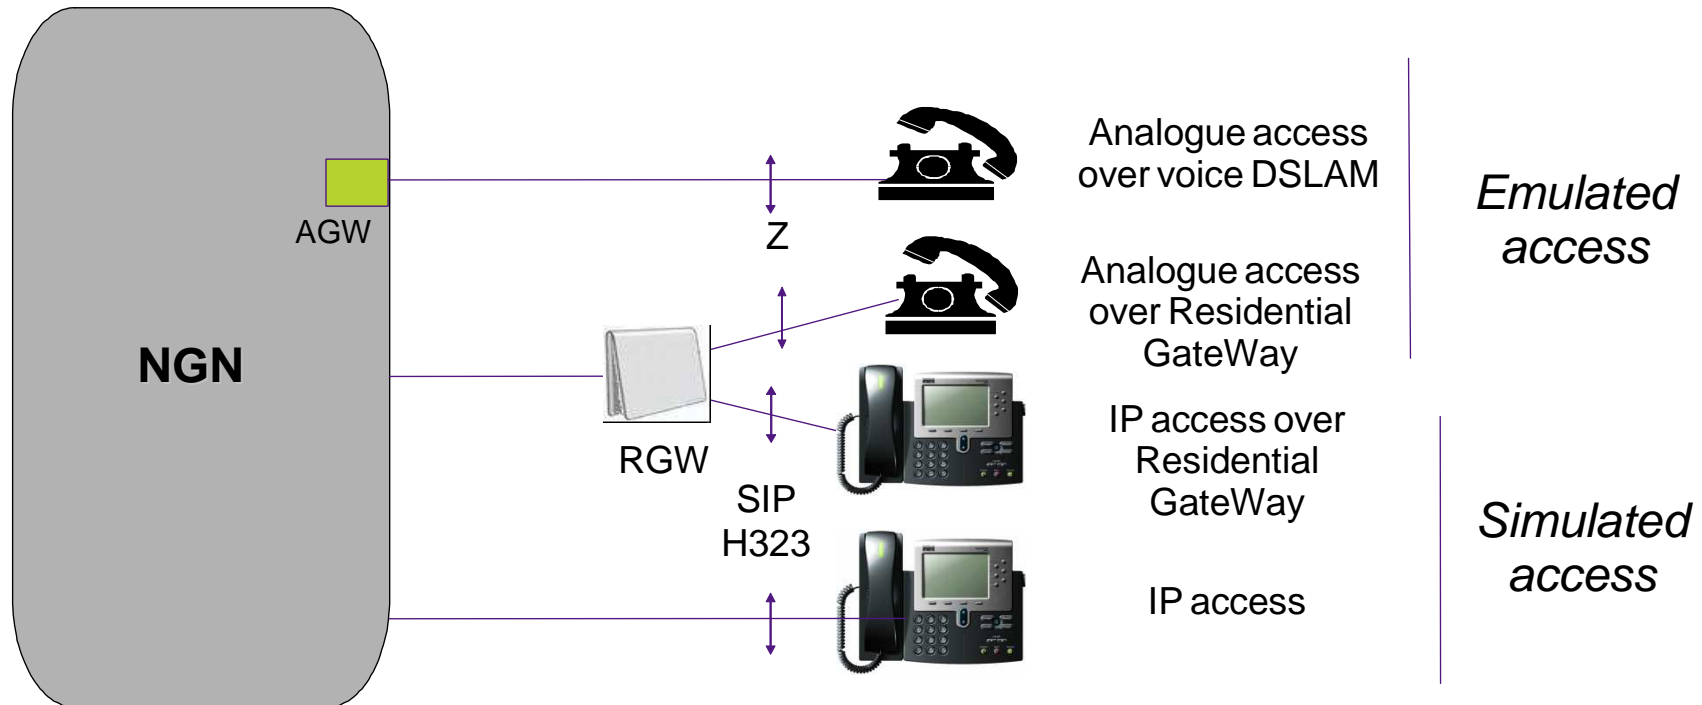 Analogue access
over voice DSLAM
Emulated
access
AGW
Z
Analogue access
over Residential
GateWay
NGN
RGW
IP access over
Residential
GateWay
SIP
H323
Simulated
access
IP access